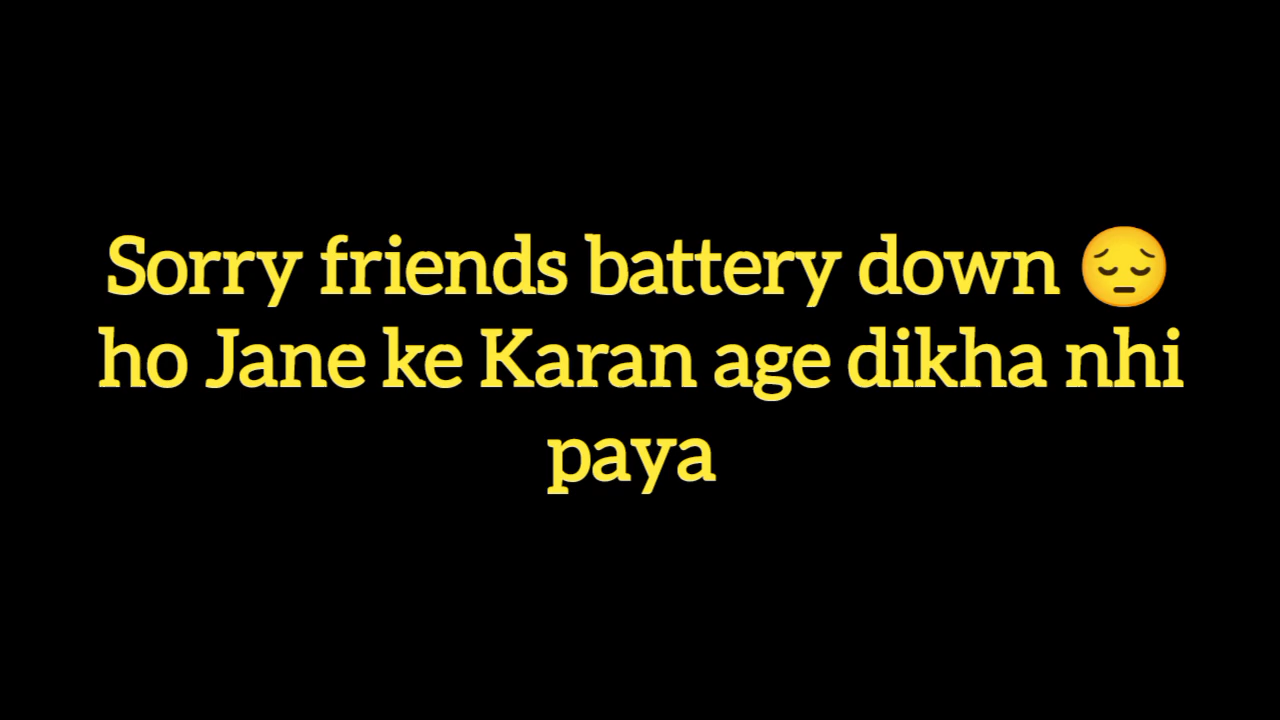 Sorry friends battery down 😔
ho Jane ke Karan age dikha nhi
paya